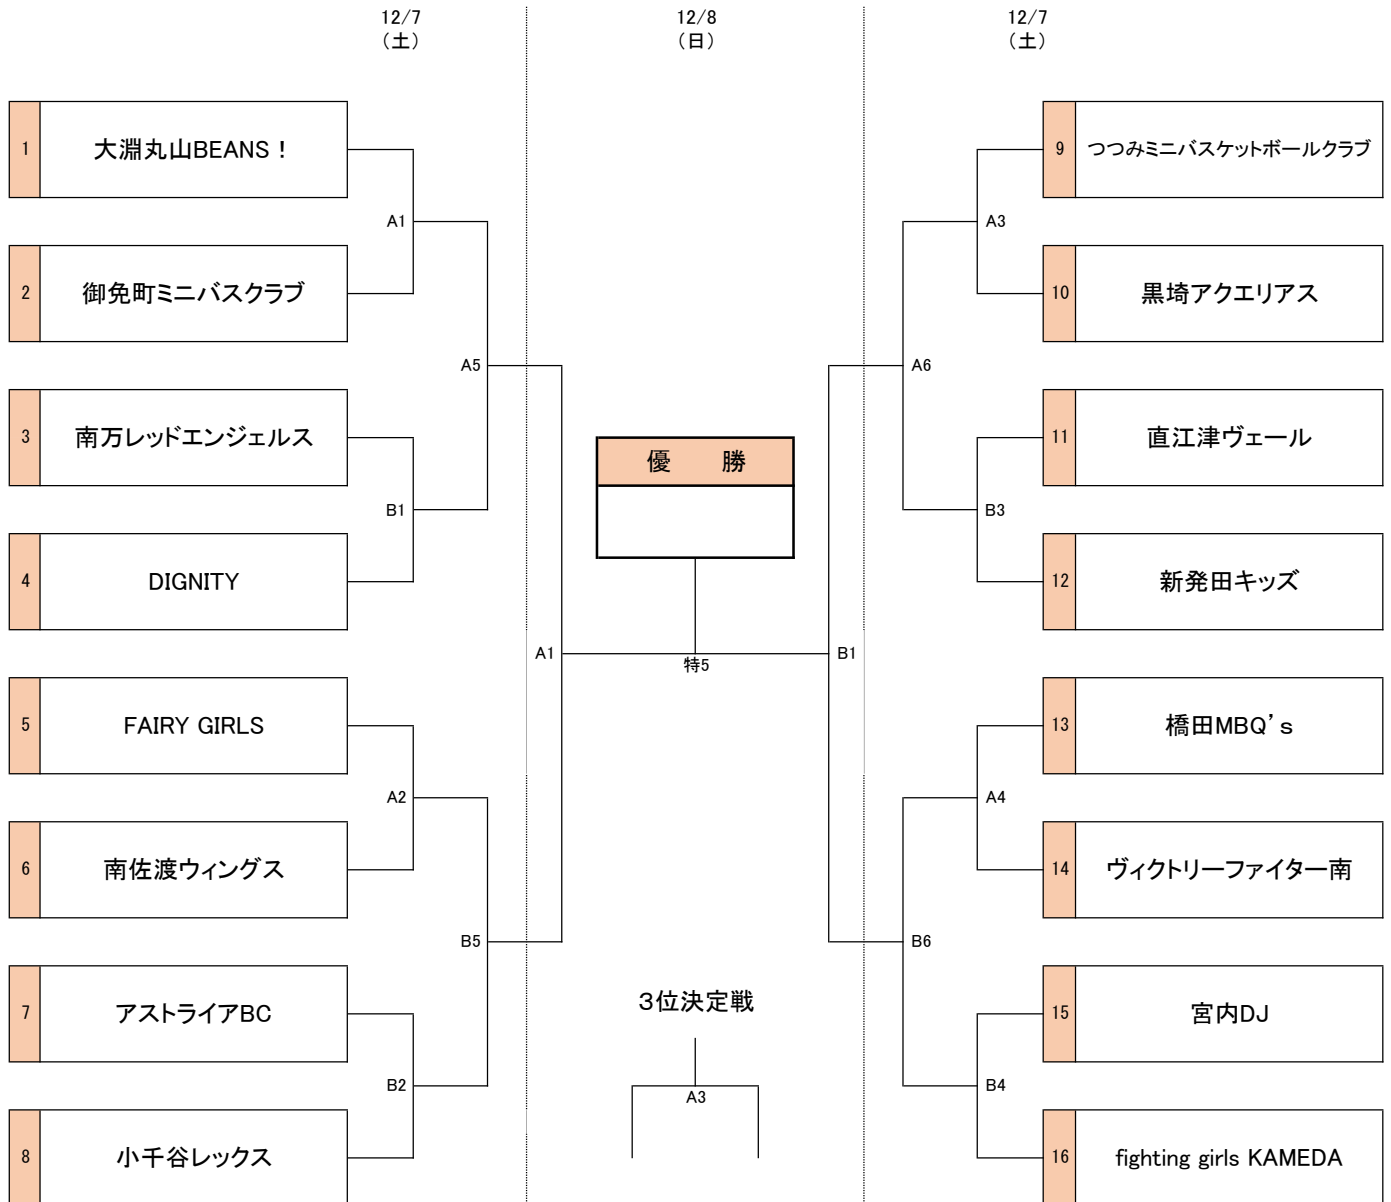 12/7
（土）
12/8
（日）
12/7
（土）
1 大淵丸山BEANS！
2 御免町ミニバスクラブ
A1
3 南万レッドエンジェルス
4 DIGNITY
B1
A5
5 FAIRY GIRLS
6 南佐渡ウィングス
A2
7 アストライアBC
8 小千谷レックス
B2
B5
A1
優　勝
特5
B1
3位決定戦
A3
9 つつみミニバスケットボールクラブ
10 黒埼アクエリアス
A3
11 直江津ヴェール
12 新発田キッズ
B3
A6
13 橋田MBQ’s
14 ヴィクトリーファイター南
A4
15 宮内DJ
16 fighting girls KAMEDA
B4
B6